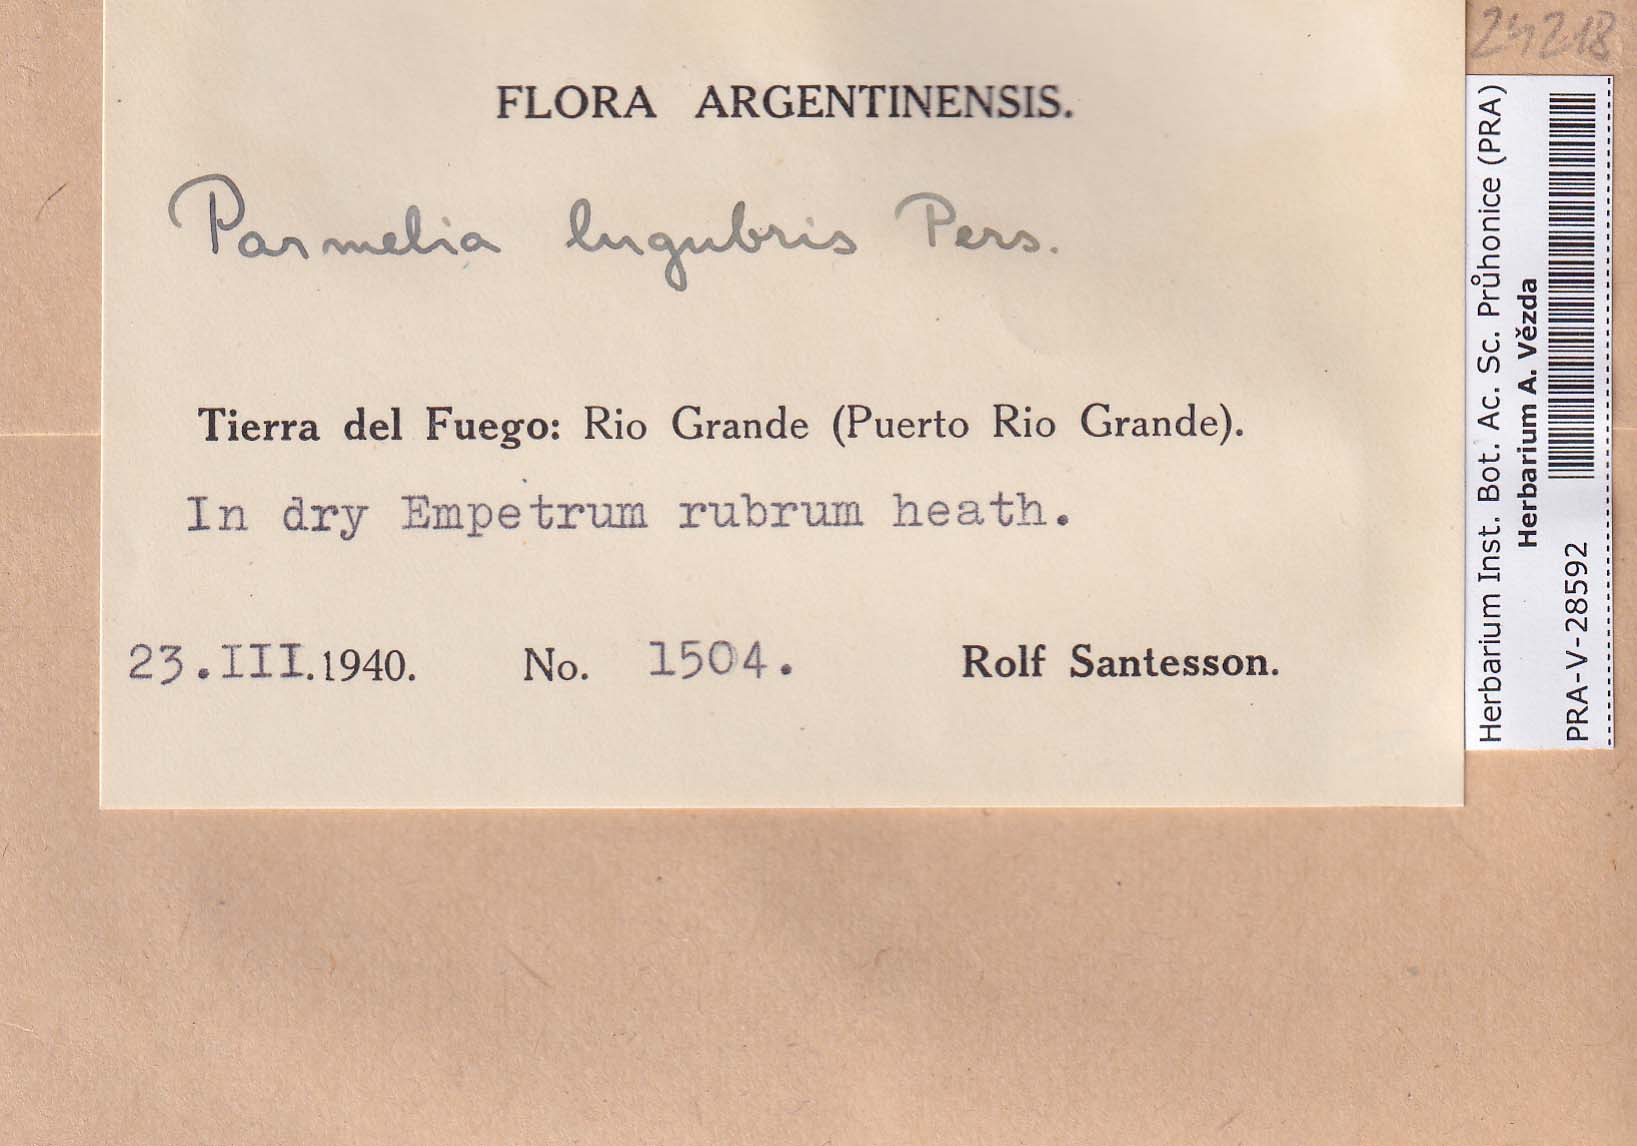 FLORA ARGENTINENSIS.
Parmelia lugubris Pers.
Tierra del Fuego: Rio Grande (Puerto Rio Grande).
In dry Empetrum rubrum heath.
23.III.1940. No. 1504. Rolf Santesson.
24218
Herbarium Inst. Bot. Ac. Sc. Průhonice (PRA)
Herbarium A. Vězda
PRA-V-28592